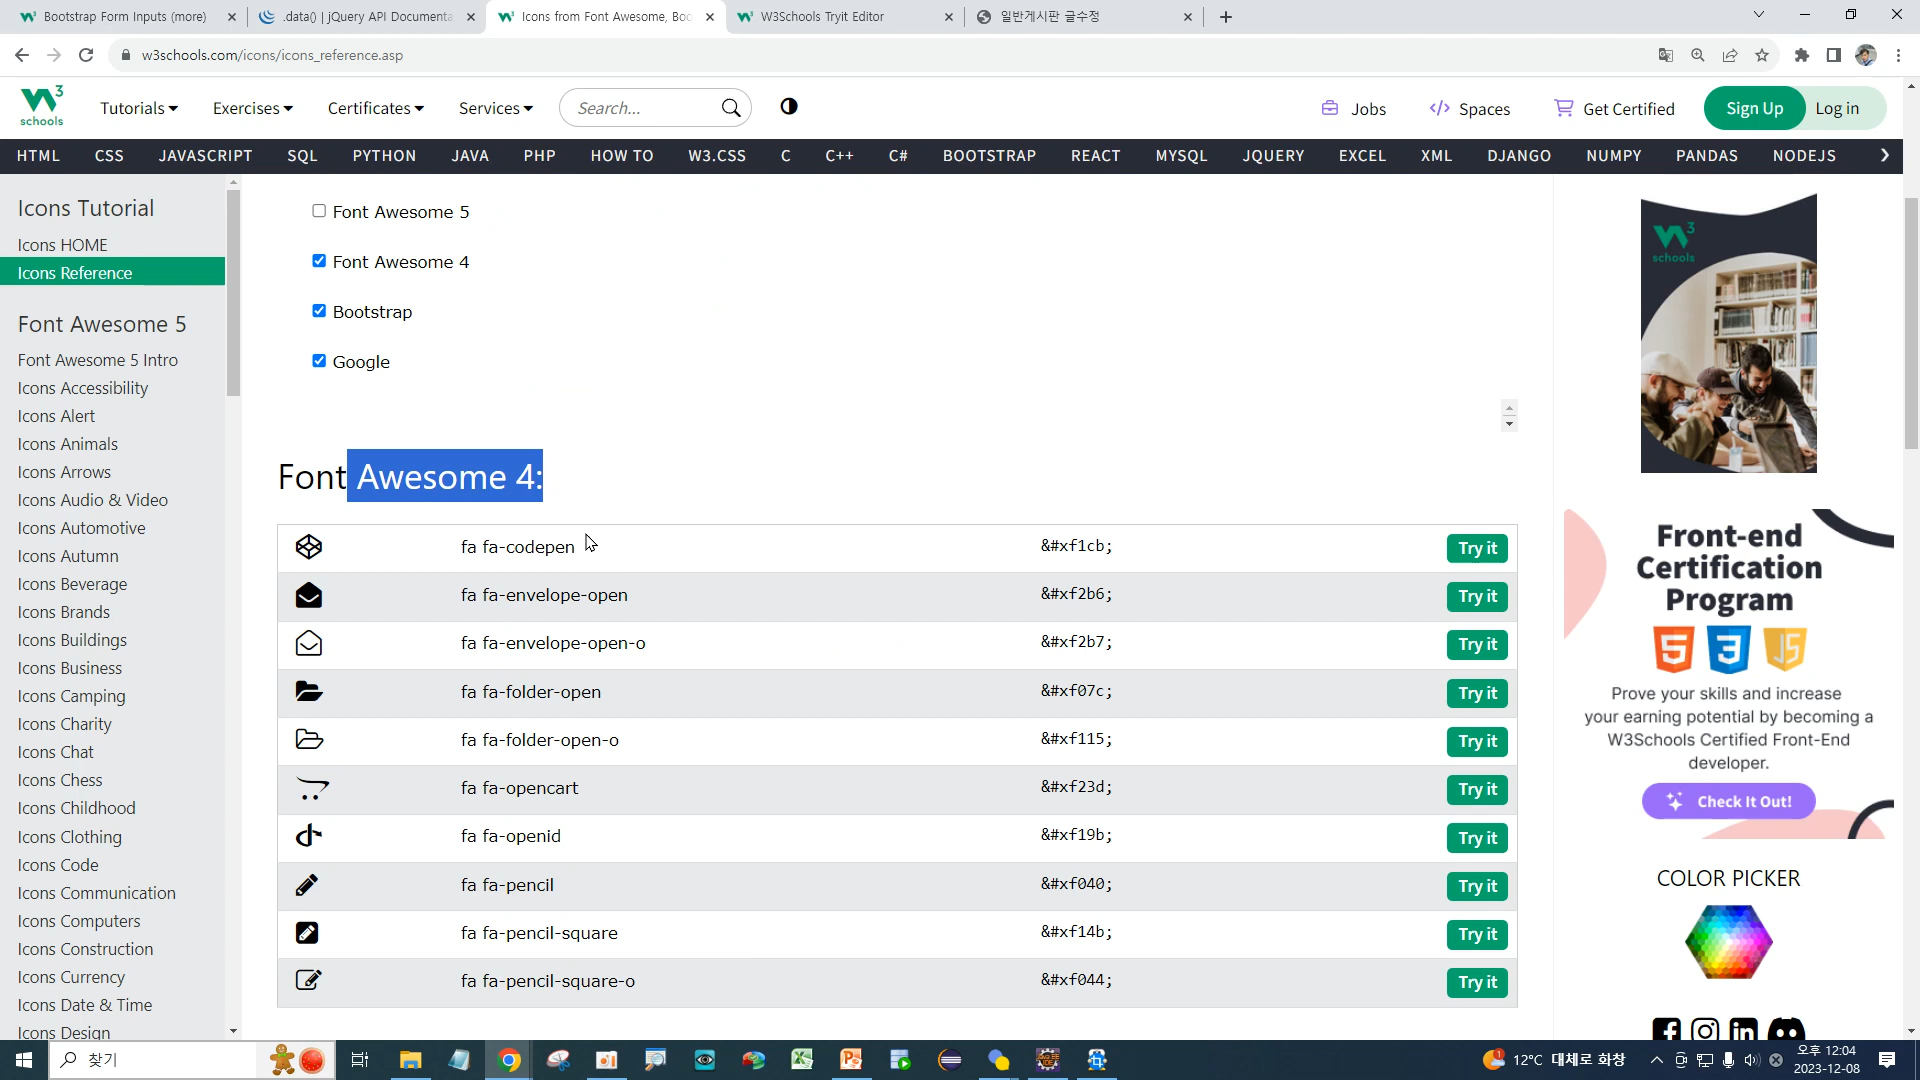 Bootstrap Form Inputs (more)
.data() | jQuery API Documenta
Icons from Font Awesome, Boo
W3Schools Tryit Editor
일반게시판 글수정
w3schools.com/icons/icons_reference.asp
3
schools
Tutorials
Exercises
Certificates
Services
Search...
Jobs
Spaces
Get Certified
Sign Up
Log in
HTML
CSS
JAVASCRIPT
SQL
PYTHON
JAVA
PHP
HOW TO
W3.CSS
C
C++
C#
BOOTSTRAP
REACT
MYSQL
JQUERY
EXCEL
XML
DJANGO
NUMPY
PANDAS
NODEJS
Icons Tutorial
Icons HOME
Icons Reference
Font Awesome 5
Font Awesome 5 Intro
Icons Accessibility
Icons Alert
Icons Animals
Icons Arrows
Icons Audio & Video
Icons Automotive
Icons Autumn
Icons Beverage
Icons Brands
Icons Buildings
Icons Business
Icons Camping
Icons Charity
Icons Chat
Icons Chess
Icons Childhood
Icons Clothing
Icons Code
Icons Communication
Icons Computers
Icons Construction
Icons Currency
Icons Date & Time
Icons Design
Font Awesome 5
Font Awesome 4
Bootstrap
Google
Font Awesome 4:
fa fa-codepen &#xf1cb; Try it
fa fa-envelope-open &#xf2b6; Try it
fa fa-envelope-open-o &#xf2b7; Try it
fa fa-folder-open &#xf07c; Try it
fa fa-folder-open-o &#xf115; Try it
fa fa-opencart &#xf23d; Try it
fa fa-openid &#xf19b; Try it
fa fa-pencil &#xf040; Try it
fa fa-pencil-square &#xf14b; Try it
fa fa-pencil-square-o &#xf044; Try it
3
schools
Front-end
Certification
Program
5 3 JS
Prove your skills and increase
your earning potential by becoming a
W3Schools Certified Front-End
developer.
Check It Out!
COLOR PICKER
찾기
12°C 대체로 화창
오후 12:04
2023-12-08